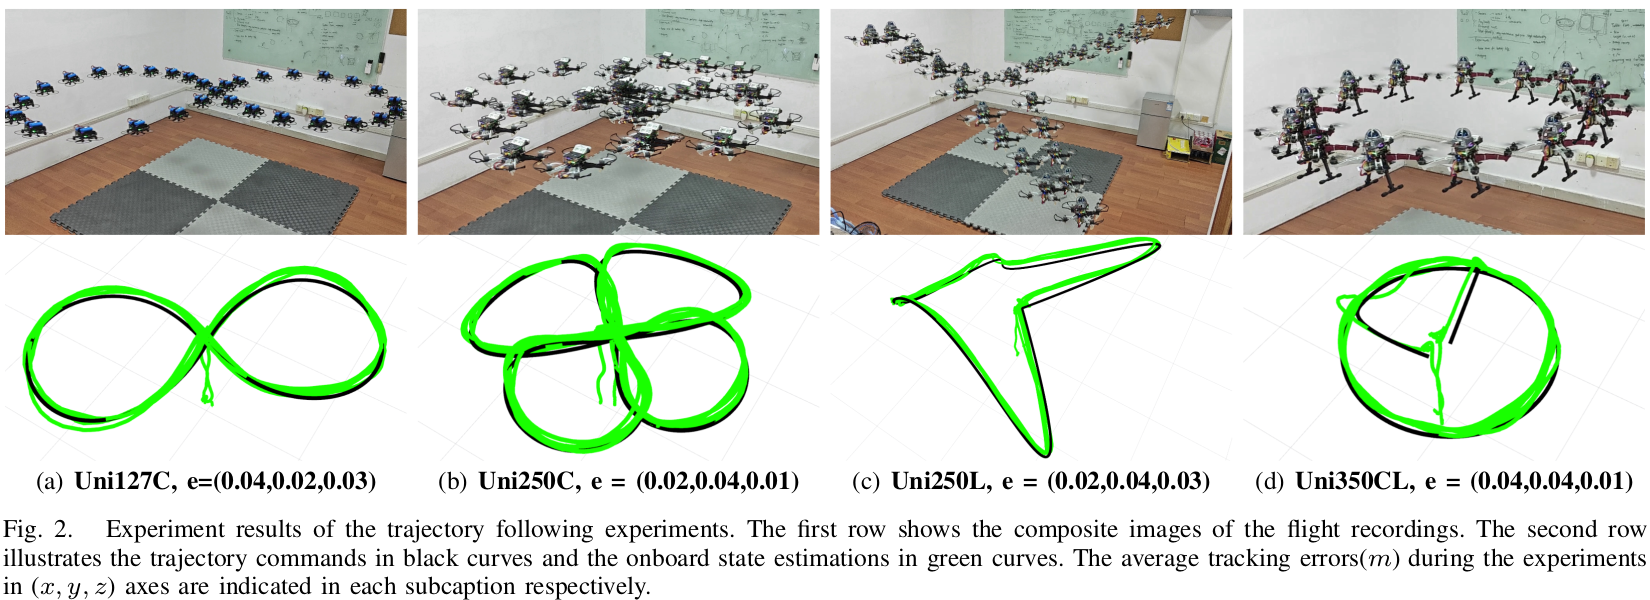 (a) Uni127C, e=(0.04,0.02,0.03)
(b) Uni250C, e = (0.02,0.04,0.01)
(c) Uni250L, e = (0.02,0.04,0.03)
(d) Uni350CL, e = (0.04,0.04,0.01)
Fig. 2. Experiment results of the trajectory following experiments. The first row shows the composite images of the flight recordings. The second row
illustrates the trajectory commands in black curves and the onboard state estimations in green curves. The average tracking errors(m) during the experiments
in (x, y, z) axes are indicated in each subcaption respectively.